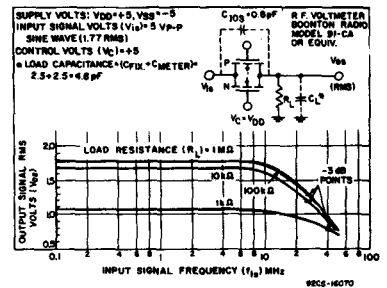 SUPPLY VOLTS: VDD=+5, VSS=-5
INPUT SIGNAL VOLTS (Vis)= 5 VP-P
SINE WAVE (1.77 RMS)
CONTROL VOLTS (VC)=+5
* LOAD CAPACITANCE=(CFIX.+CMETER)=
2.5+2.5=4.8pF
CIOS=0.6pF
R.F. VOLTMETER
BOONTON RADIO
MODEL 91-CA
OR EQUIV.
Vis
P
N
VC=VDD
RL
CL*
Vos
(RMS)
OUTPUT SIGNAL RMS
VOLTS (Vos)
2.0
1.5
1.0
0.5
LOAD RESISTANCE (RL)=1MΩ
10kΩ
100kΩ
1kΩ
-3dB
POINTS
0.1 1.0 10 100
2 4 6 8 2 4 6 8 2 4 6 8
INPUT SIGNAL FREQUENCY (fis) MHz
92CS-16070